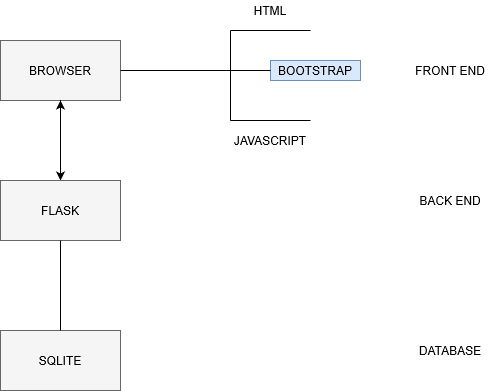 HTML
BROWSER
BOOTSTRAP
FRONT END
JAVASCRIPT
FLASK
BACK END
SQLITE
DATABASE